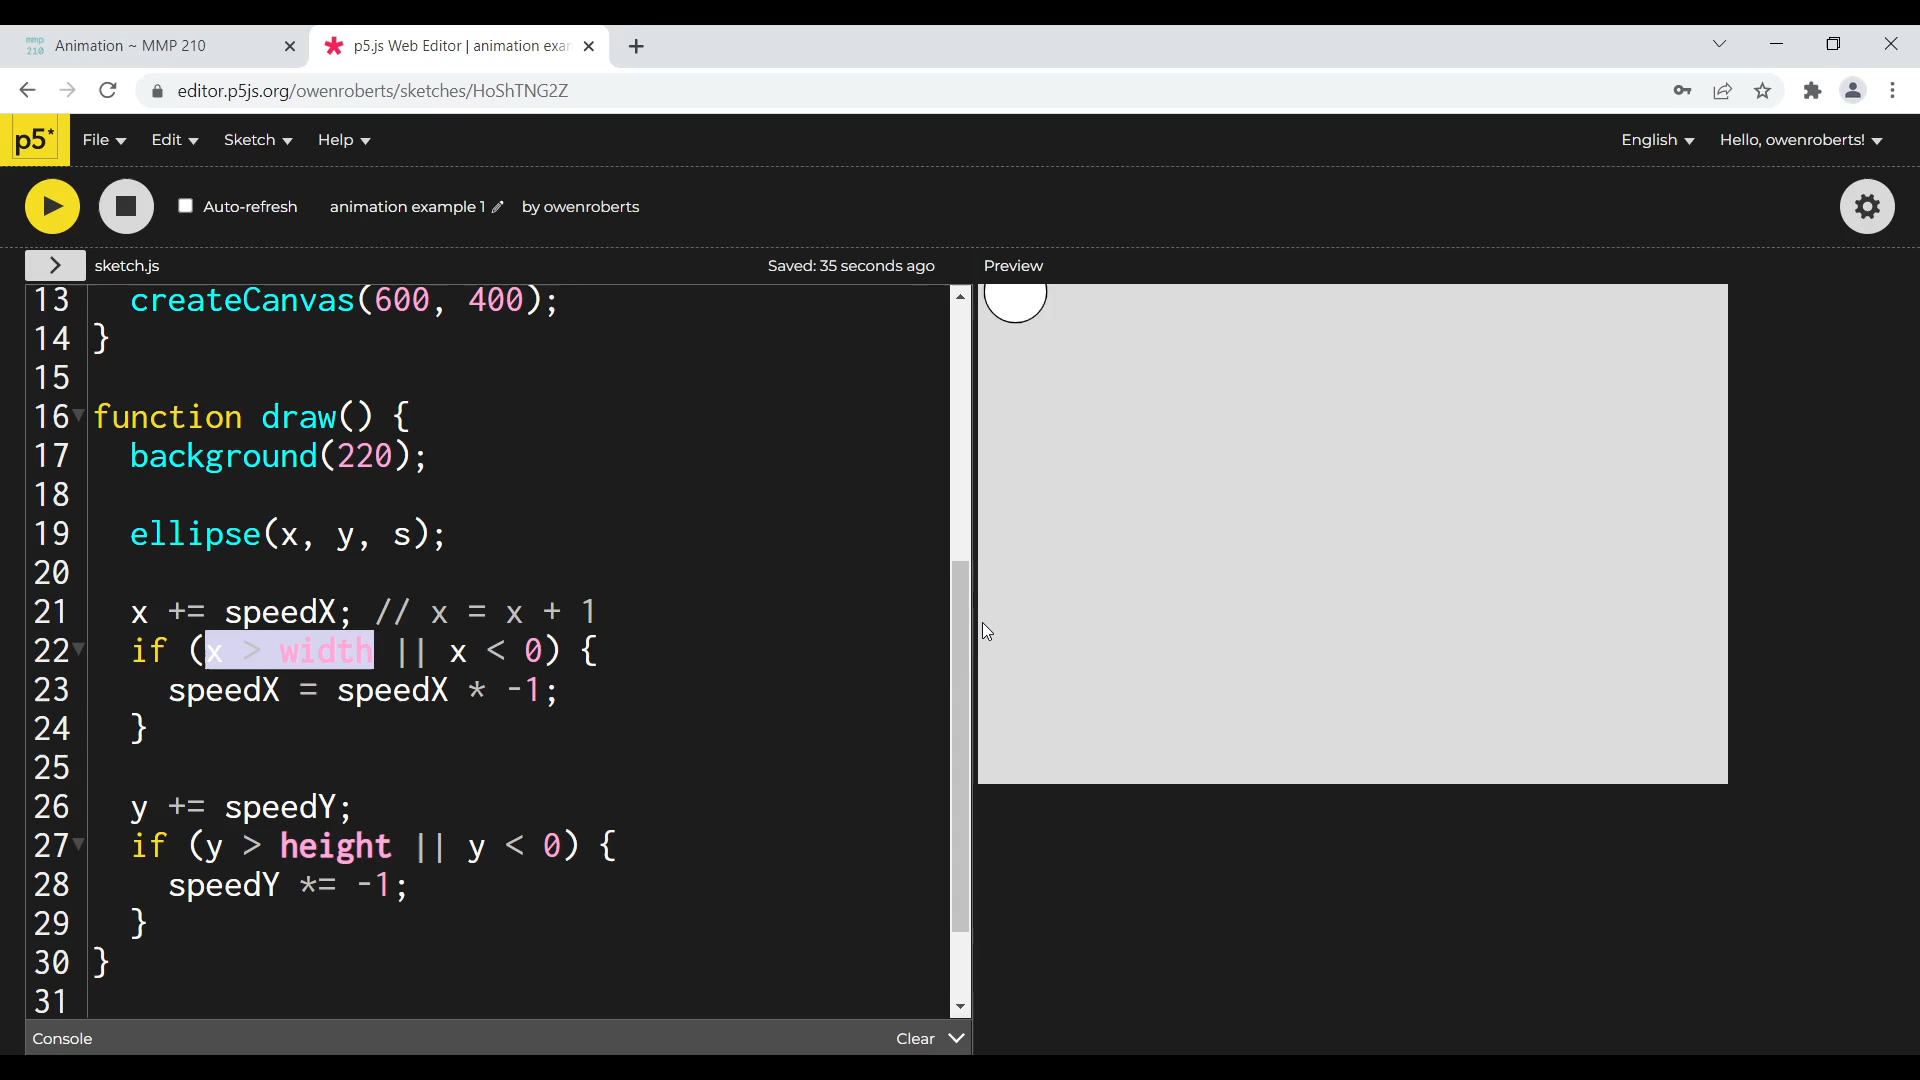 mmp
210
Animation ~ MMP 210
p5.js Web Editor | animation exa
editor.p5js.org/owenroberts/sketches/HoShTNG2Z
p5*
File
Edit
Sketch
Help
English
Hello, owenroberts!
Auto-refresh
animation example 1
by owenroberts
sketch.js
Saved: 35 seconds ago
Preview
13 createCanvas(600, 400);
14 }
15
16 function draw() {
17 background(220);
18
19 ellipse(x, y, s);
20
21 x += speedX; // x = x + 1
22 if (x > width || x < 0) {
23 speedX = speedX * -1;
24 }
25
26 y += speedY;
27 if (y > height || y < 0) {
28 speedY *= -1;
29 }
30 }
31
Console
Clear